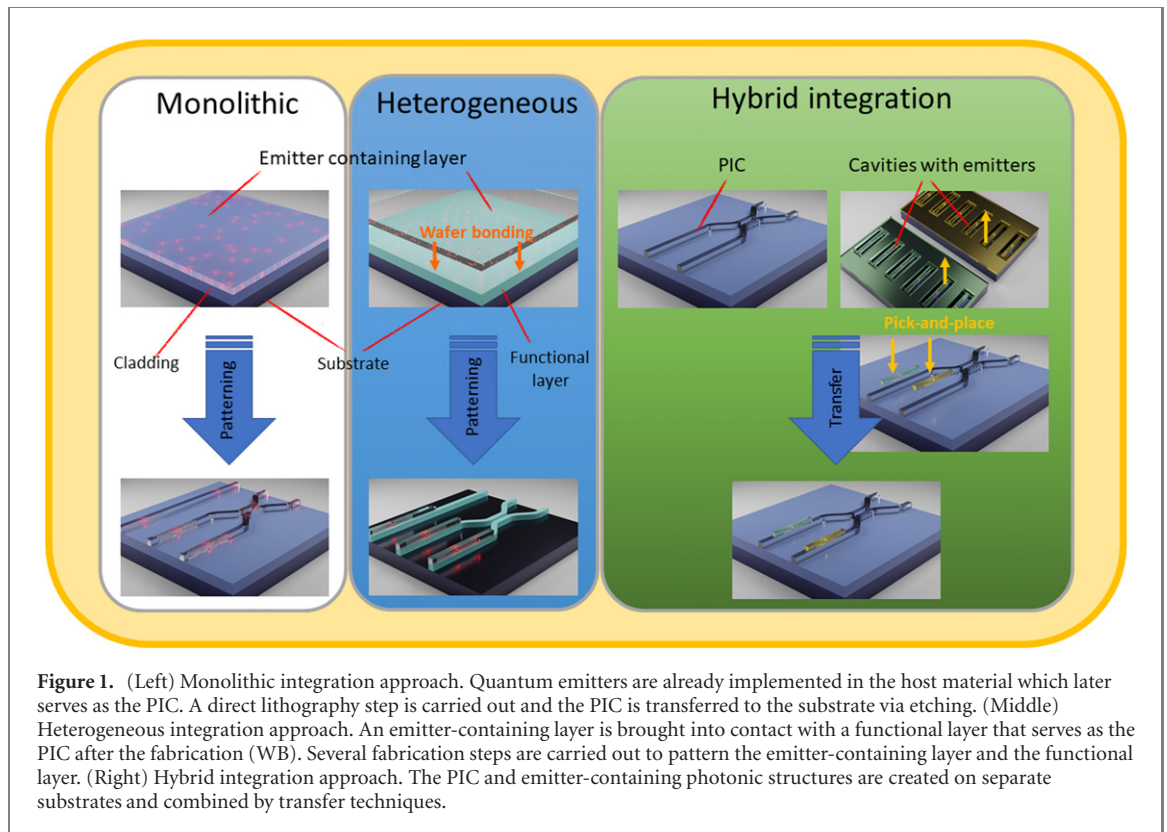 Monolithic
Heterogeneous
Hybrid integration
Emitter containing layer
PIC
Cavities with emitters
Wafer bonding
Pick-and-place
Cladding
Substrate
Functional
layer
Patterning
Patterning
Transfer
Figure 1. (Left) Monolithic integration approach. Quantum emitters are already implemented in the host material which later
serves as the PIC. A direct lithography step is carried out and the PIC is transferred to the substrate via etching. (Middle)
Heterogeneous integration approach. An emitter-containing layer is brought into contact with a functional layer that serves as the
PIC after the fabrication (WB). Several fabrication steps are carried out to pattern the emitter-containing layer and the functional
layer. (Right) Hybrid integration approach. The PIC and emitter-containing photonic structures are created on separate
substrates and combined by transfer techniques.